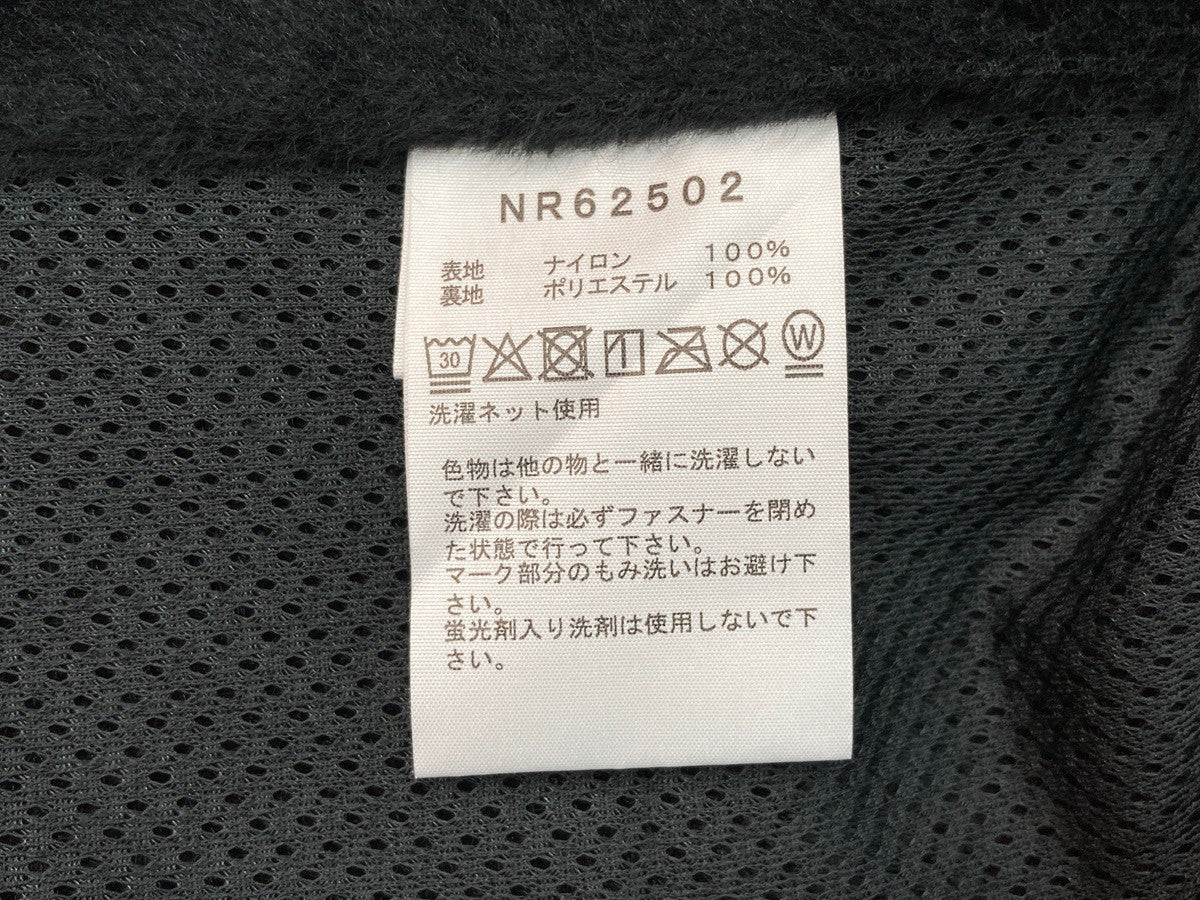 NR62502
表地 ナイロン 100%
裏地 ポリエステル 100%
30 W
洗濯ネット使用
色物は他の物と一緒に洗濯しない
で下さい。
洗濯の際は必ずファスナーを閉め
た状態で行って下さい。
マーク部分のもみ洗いはお避け下
さい。
蛍光剤入り洗剤は使用しないで下
さい。